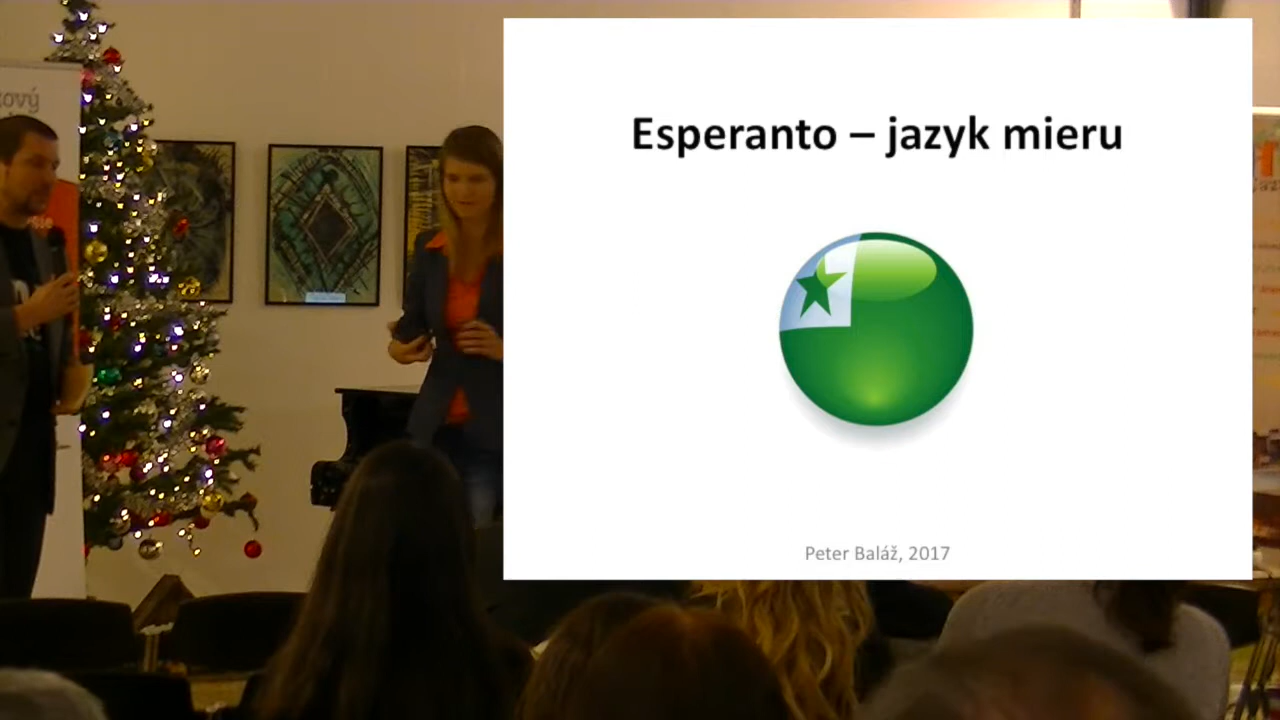 Esperanto – jazyk mieru
Peter Baláž, 2017